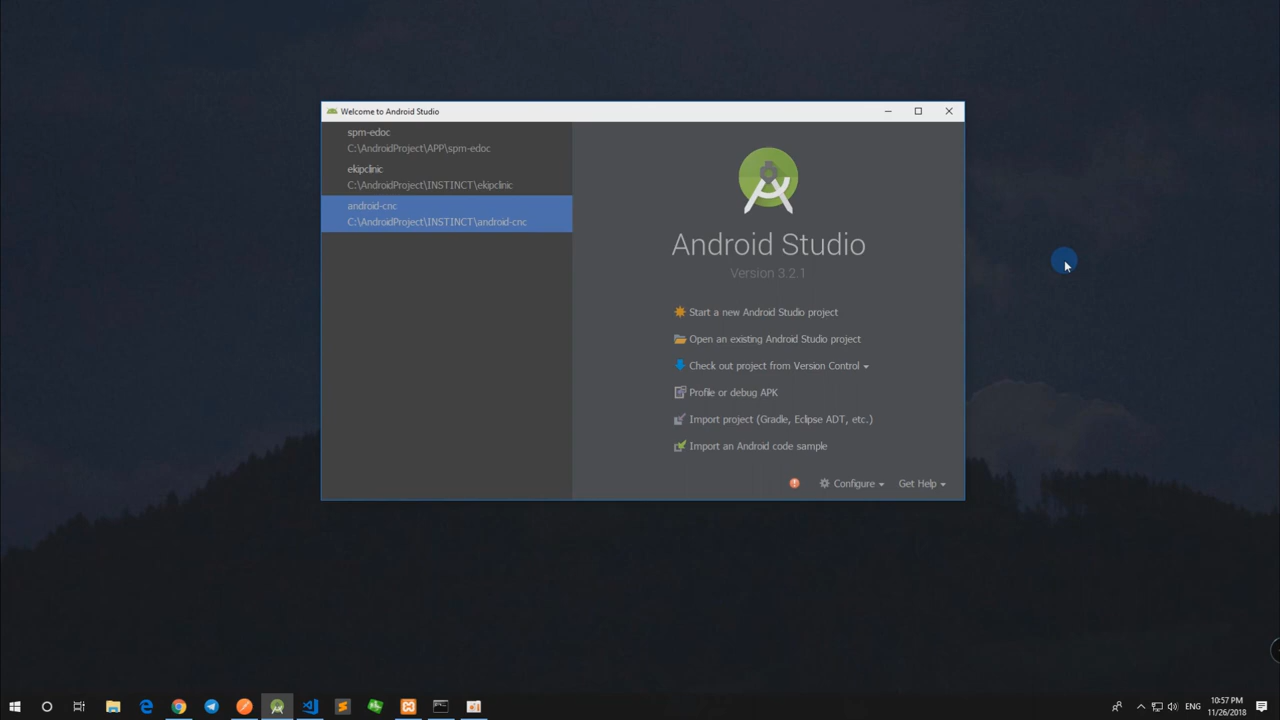 Welcome to Android Studio
spm-edoc
C:\AndroidProject\APP\spm-edoc
ekipclinic
C:\AndroidProject\INSTINCT\ekipclinic
android-cnc
C:\AndroidProject\INSTINCT\android-cnc
Android Studio
Version 3.2.1
Start a new Android Studio project
Open an existing Android Studio project
Check out project from Version Control
Profile or debug APK
Import project (Gradle, Eclipse ADT, etc.)
Import an Android code sample
Configure
Get Help
ENG
10:57 PM
11/26/2018